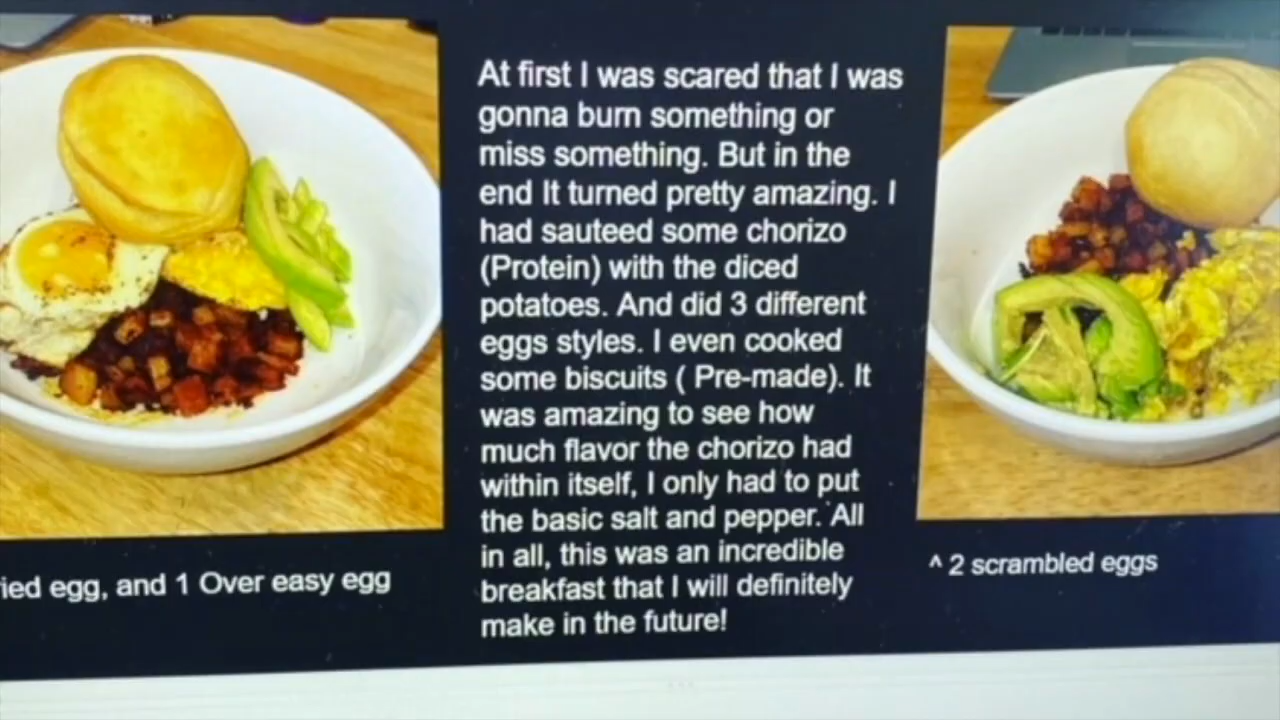 At first I was scared that I was
gonna burn something or
miss something. But in the
end It turned pretty amazing. I
had sauteed some chorizo
(Protein) with the diced
potatoes. And did 3 different
eggs styles. I even cooked
some biscuits ( Pre-made). It
was amazing to see how
much flavor the chorizo had
within itself, I only had to put
the basic salt and pepper. All
in all, this was an incredible
breakfast that I will definitely
make in the future!
egg, and 1 Over easy egg
^ 2 scrambled eggs